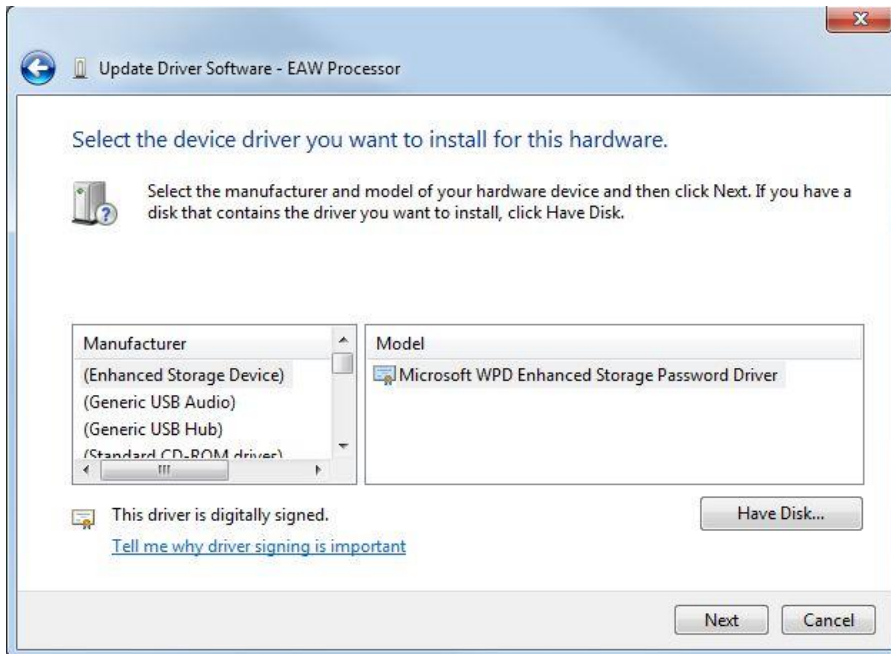 Update Driver Software - EAW Processor
Select the device driver you want to install for this hardware.
Select the manufacturer and model of your hardware device and then click Next. If you have a
disk that contains the driver you want to install, click Have Disk.
Manufacturer
(Enhanced Storage Device)
(Generic USB Audio)
(Generic USB Hub)
(Standard CD-ROM drives)
Model
Microsoft WPD Enhanced Storage Password Driver
This driver is digitally signed.
Tell me why driver signing is important
Have Disk...
Next
Cancel